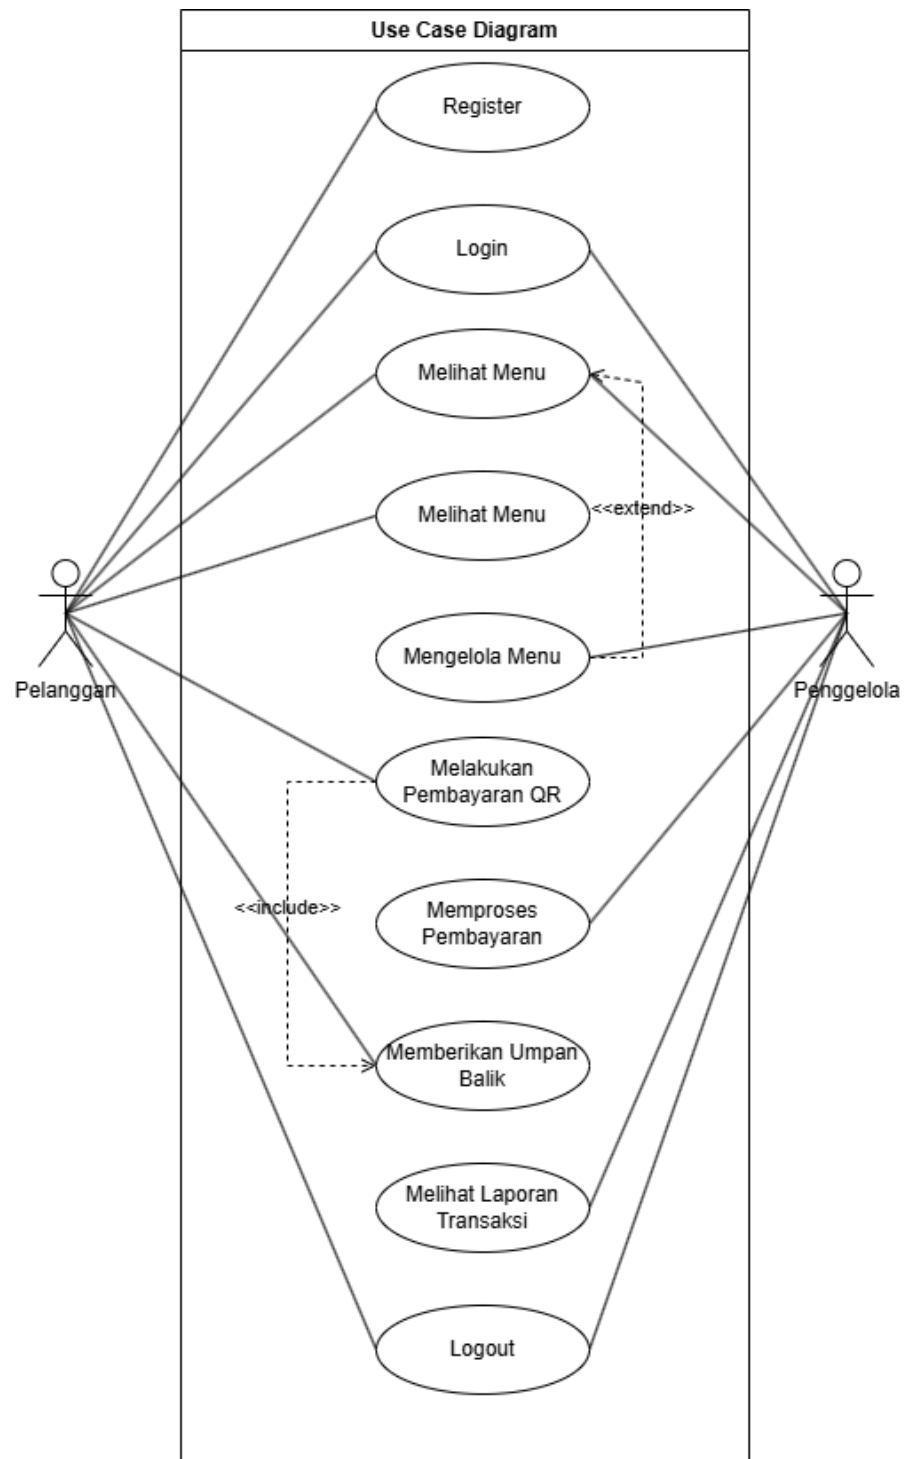 Use Case Diagram
Register
Login
Melihat Menu
Melihat Menu
<<extend>>
Mengelola Menu
Pelanggan
Penggelola
Melakukan
Pembayaran QR
<<include>>
Memproses
Pembayaran
Memberikan Umpan
Balik
Melihat Laporan
Transaksi
Logout